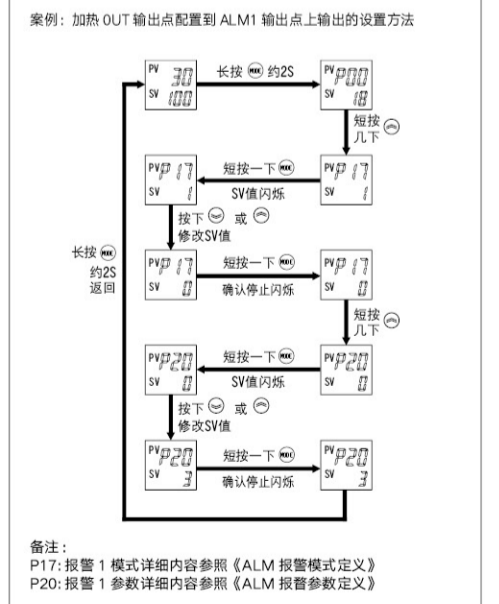 案例：加热 OUT 输出点配置到 ALM1 输出点上输出的设置方法
PV 30
SV 100
长按 MODE 约2S
PV P00
SV 18
短按
几下
PV P17
SV 1
短按一下 MODE
SV值闪烁
PV P17
SV 1
按下 或
修改SV值
长按 MODE
约2S
返回
PV P17
SV 0
短按一下 MODE
确认停止闪烁
PV P17
SV 0
短按
几下
PV P20
SV 0
短按一下 MODE
SV值闪烁
PV P20
SV 0
按下 或
修改SV值
PV P20
SV 3
短按一下 MODE
确认停止闪烁
PV P20
SV 3
备注：
P17: 报警 1 模式详细内容参照《ALM 报警模式定义》
P20: 报警 1 参数详细内容参照《ALM 报瞀参数定义》